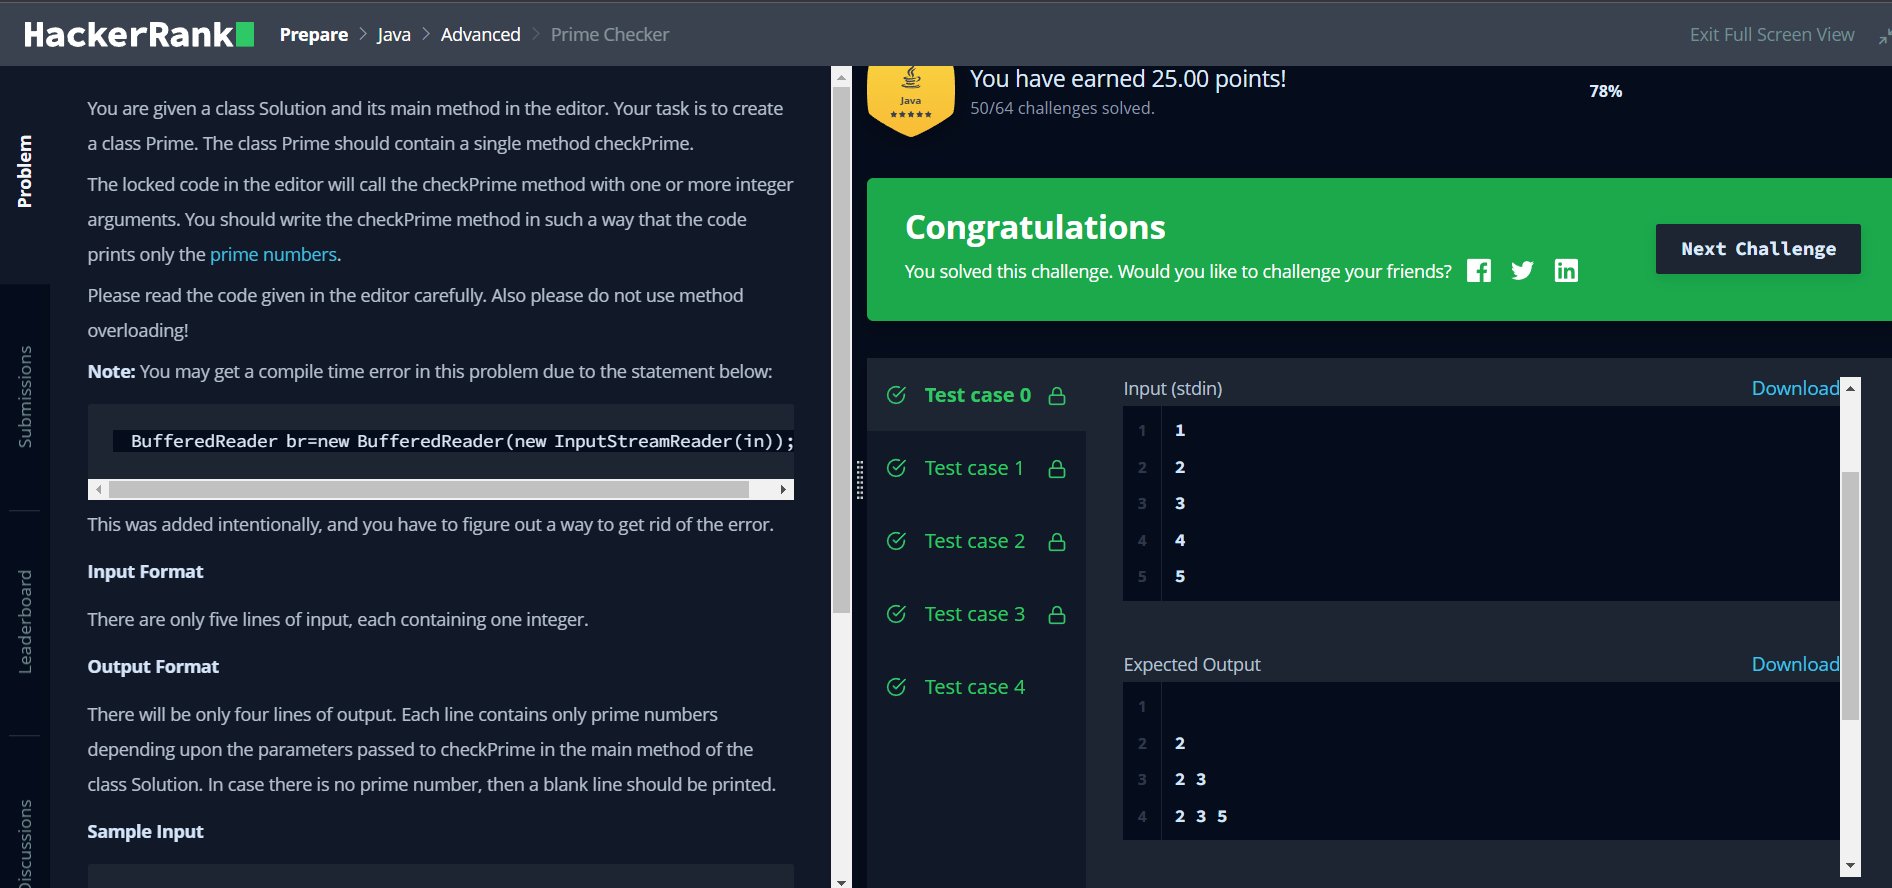 HackerRank
Prepare > Java > Advanced > Prime Checker
Exit Full Screen View
Problem
Submissions
Leaderboard
Discussions
You are given a class Solution and its main method in the editor. Your task is to create
a class Prime. The class Prime should contain a single method checkPrime.
The locked code in the editor will call the checkPrime method with one or more integer
arguments. You should write the checkPrime method in such a way that the code
prints only the prime numbers.
Please read the code given in the editor carefully. Also please do not use method
overloading!
Note: You may get a compile time error in this problem due to the statement below:
BufferedReader br=new BufferedReader(new InputStreamReader(in));
This was added intentionally, and you have to figure out a way to get rid of the error.
Input Format
There are only five lines of input, each containing one integer.
Output Format
There will be only four lines of output. Each line contains only prime numbers
depending upon the parameters passed to checkPrime in the main method of the
class Solution. In case there is no prime number, then a blank line should be printed.
Sample Input
Java
You have earned 25.00 points!
50/64 challenges solved.
78%
Congratulations
You solved this challenge. Would you like to challenge your friends?
Next Challenge
Test case 0
Test case 1
Test case 2
Test case 3
Test case 4
Input (stdin)
Download
1 1
2 2
3 3
4 4
5 5
Expected Output
Download
1
2 2
3 2 3
4 2 3 5